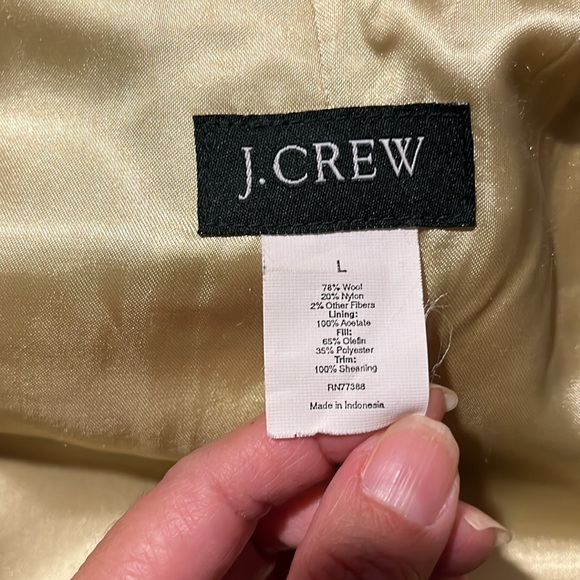 J.CREW
L
78% Wool
20% Nylon
2% Other Fibers
Lining:
100% Acetate
Fill:
65% Olefin
35% Polyester
Trim:
100% Shearling
RN77388
Made in Indonesia